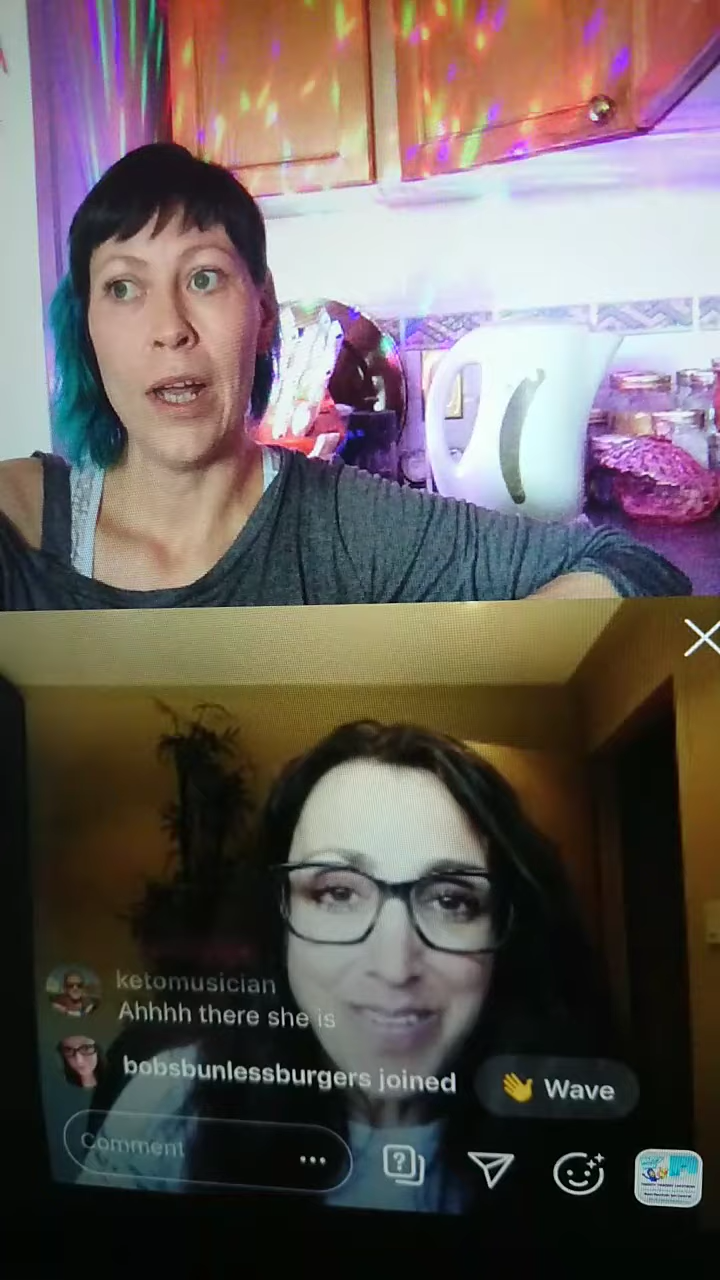 ketomusician
Ahhhh there she is
bobsbunlessburgers joined
Wave
Comment